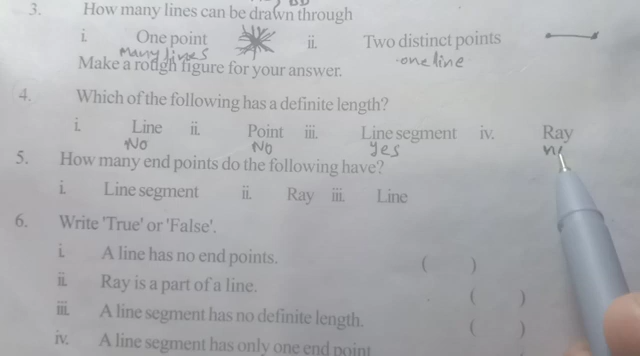 3. How many lines can be drawn through
i. One point ii. Two distinct points
many lines one line
Make a rough figure for your answer.
4. Which of the following has a definite length?
i. Line ii. Point iii. Line segment iv. Ray
No No yes
5. How many end points do the following have?
i. Line segment ii. Ray iii. Line
6. Write 'True' or 'False'.
i. A line has no end points. ( )
ii. Ray is a part of a line. ( )
iii. A line segment has no definite length. ( )
iv. A line segment has only one end point